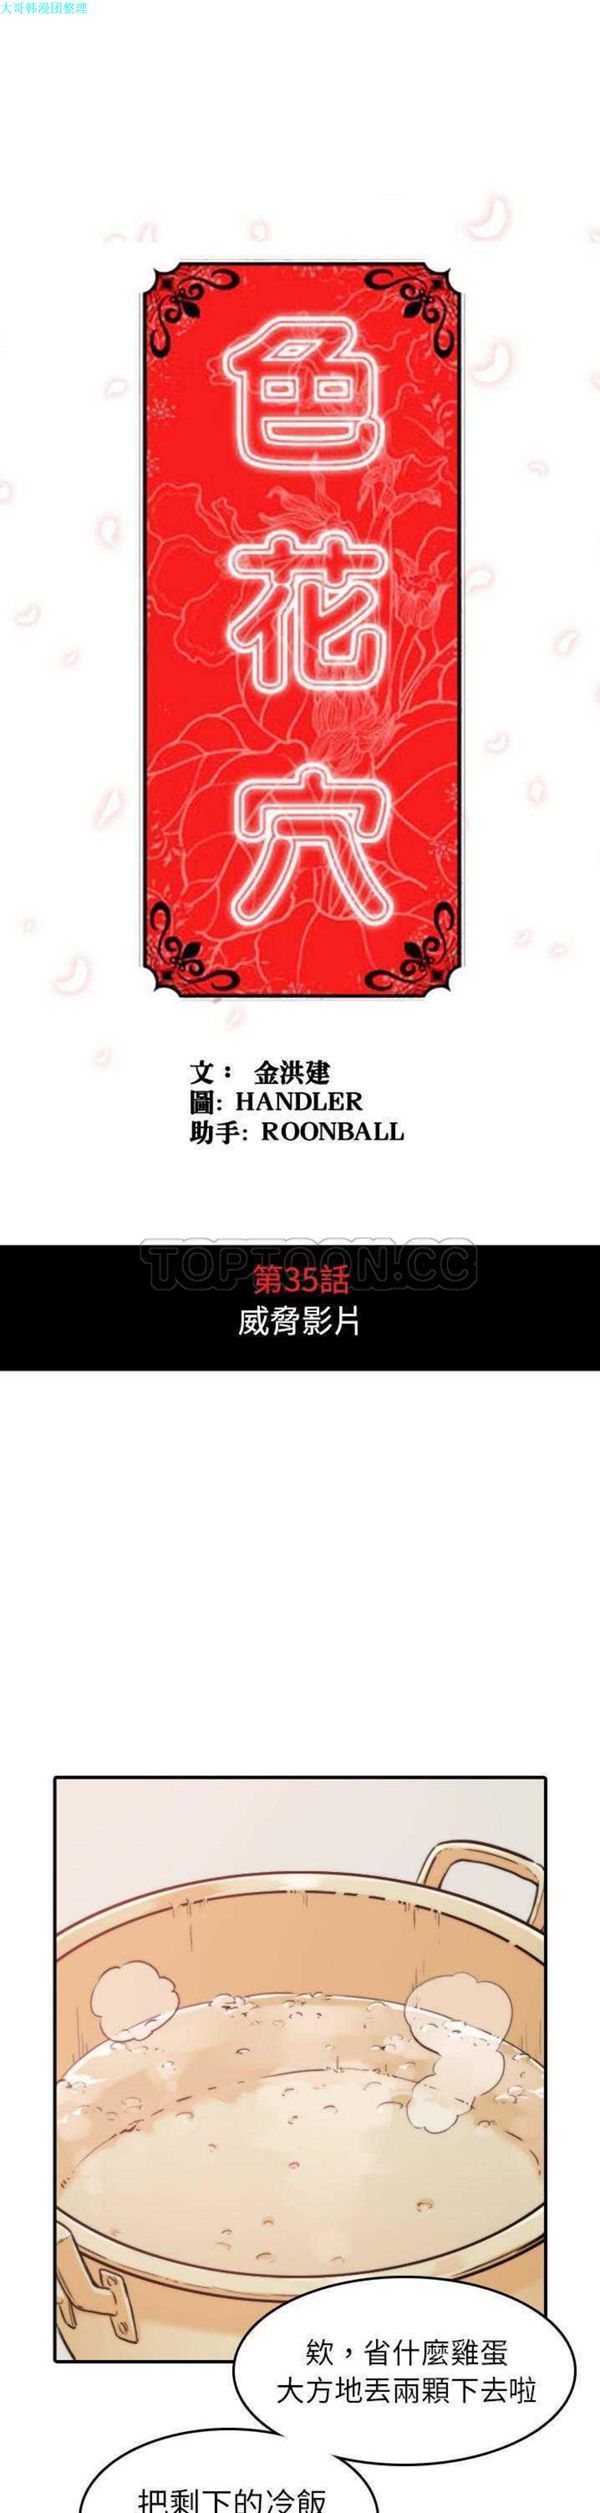 大哥韩漫团整理
色
花
穴
文： 金洪建
圖: HANDLER
助手: ROONBALL
TOPTOON.CC
第35話
威脅影片
欸，省什麼雞蛋
大方地丟兩顆下去啦
把剩下的冷飯